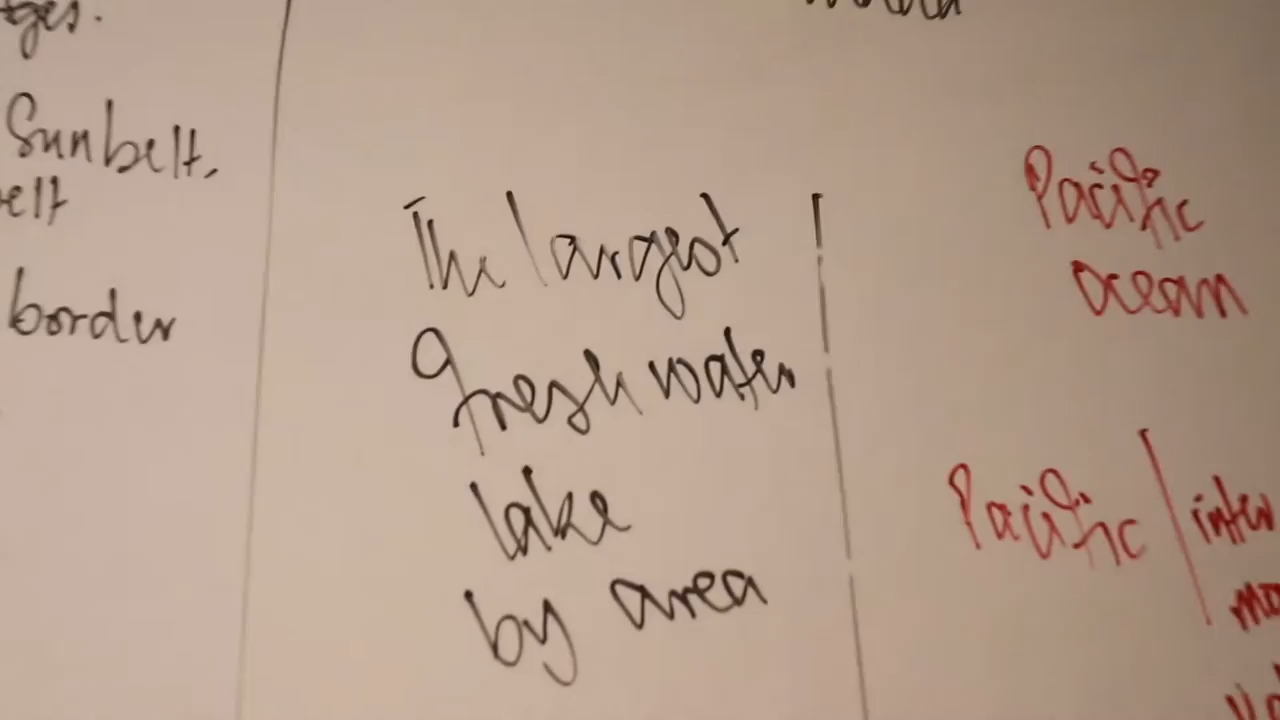 Sunbelt,
elt
border
The largest
fresh water
lake
by area
Pacific
ocean
Pacific / inter